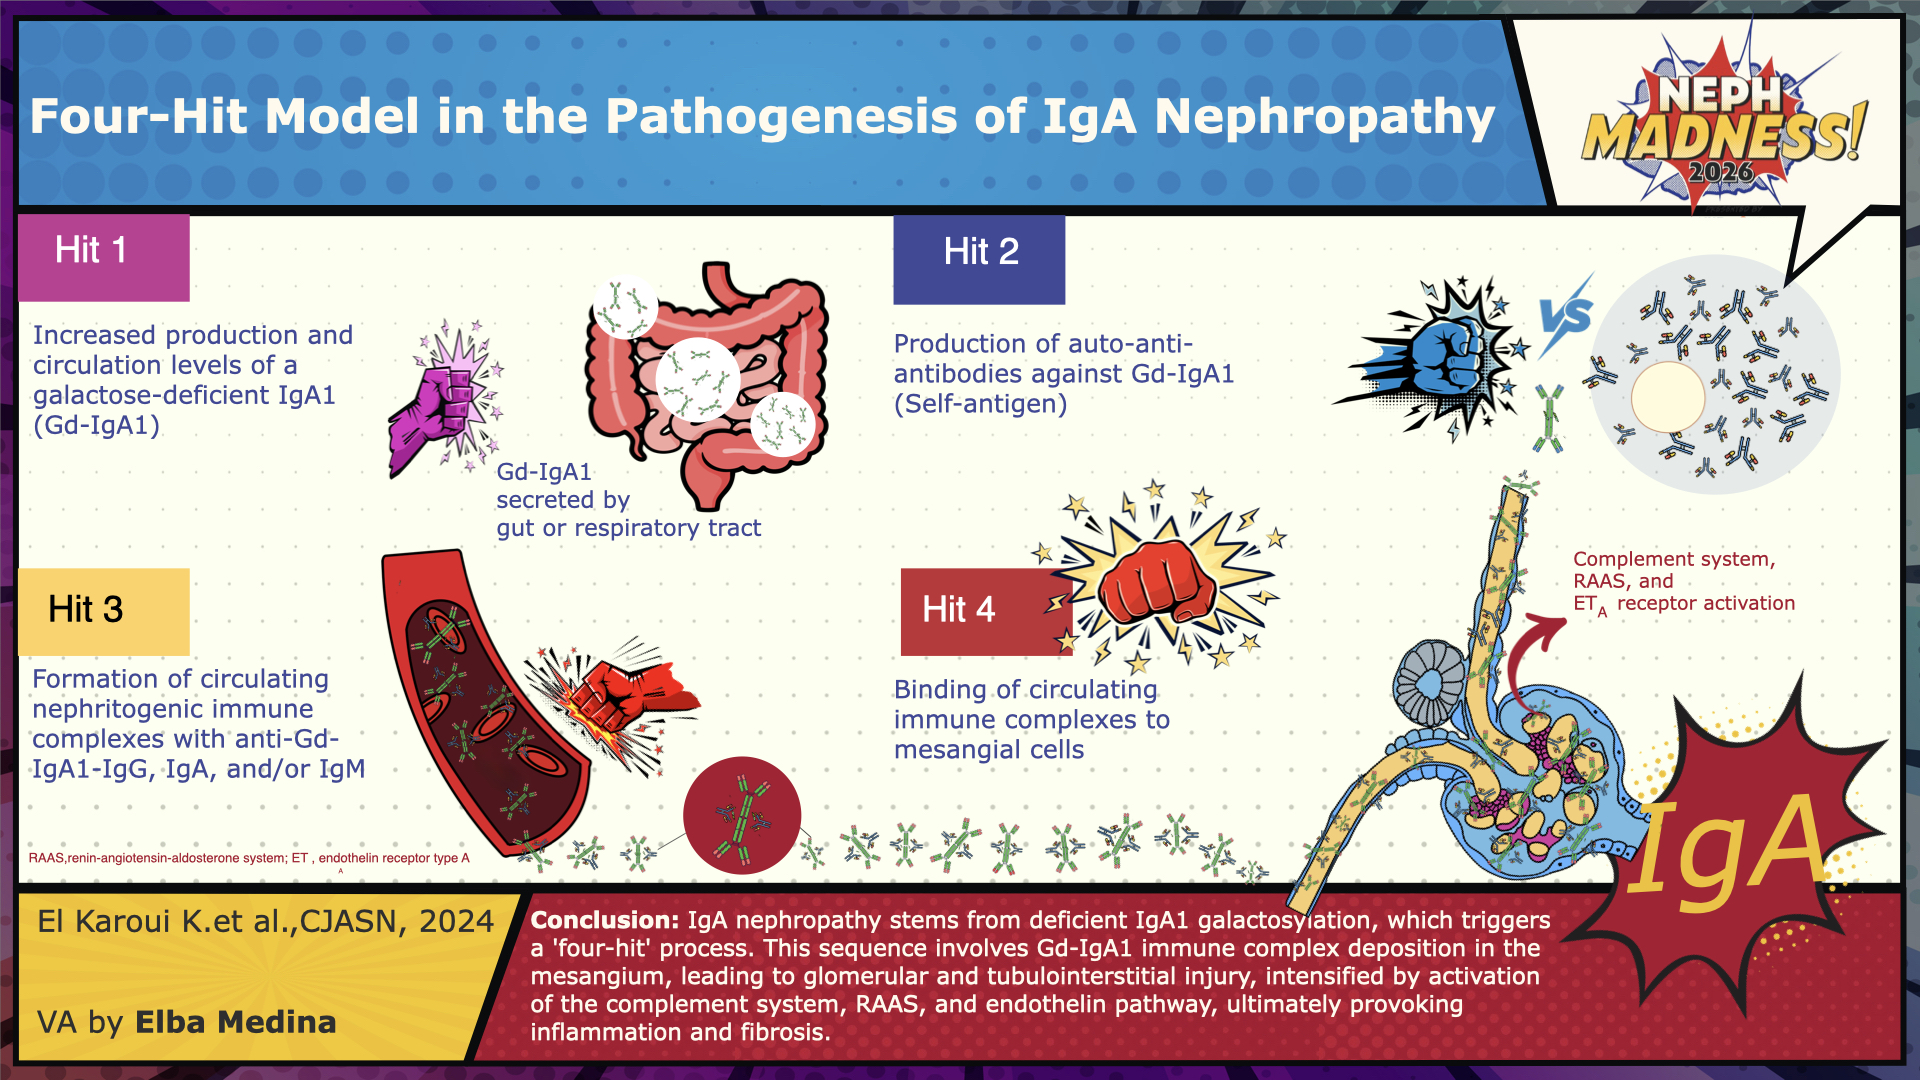 Four-Hit Model in the Pathogenesis of IgA Nephropathy
NEPH
MADNESS!
2026
Hit 1
Increased production and
circulation levels of a
galactose-deficient IgA1
(Gd-IgA1)
Gd-IgA1
secreted by
gut or respiratory tract
Hit 2
Production of auto-anti-
antibodies against Gd-IgA1
(Self-antigen)
VS
Hit 3
Formation of circulating
nephritogenic immune
complexes with anti-Gd-
IgA1-IgG, IgA, and/or IgM
Hit 4
Binding of circulating
immune complexes to
mesangial cells
Complement system,
RAAS, and
ETA receptor activation
IgA
RAAS,renin-angiotensin-aldosterone system; ET , endothelin receptor type A
A
El Karoui K.et al.,CJASN, 2024
VA by Elba Medina
Conclusion: IgA nephropathy stems from deficient IgA1 galactosylation, which triggers
a 'four-hit' process. This sequence involves Gd-IgA1 immune complex deposition in the
mesangium, leading to glomerular and tubulointerstitial injury, intensified by activation
of the complement system, RAAS, and endothelin pathway, ultimately provoking
inflammation and fibrosis.